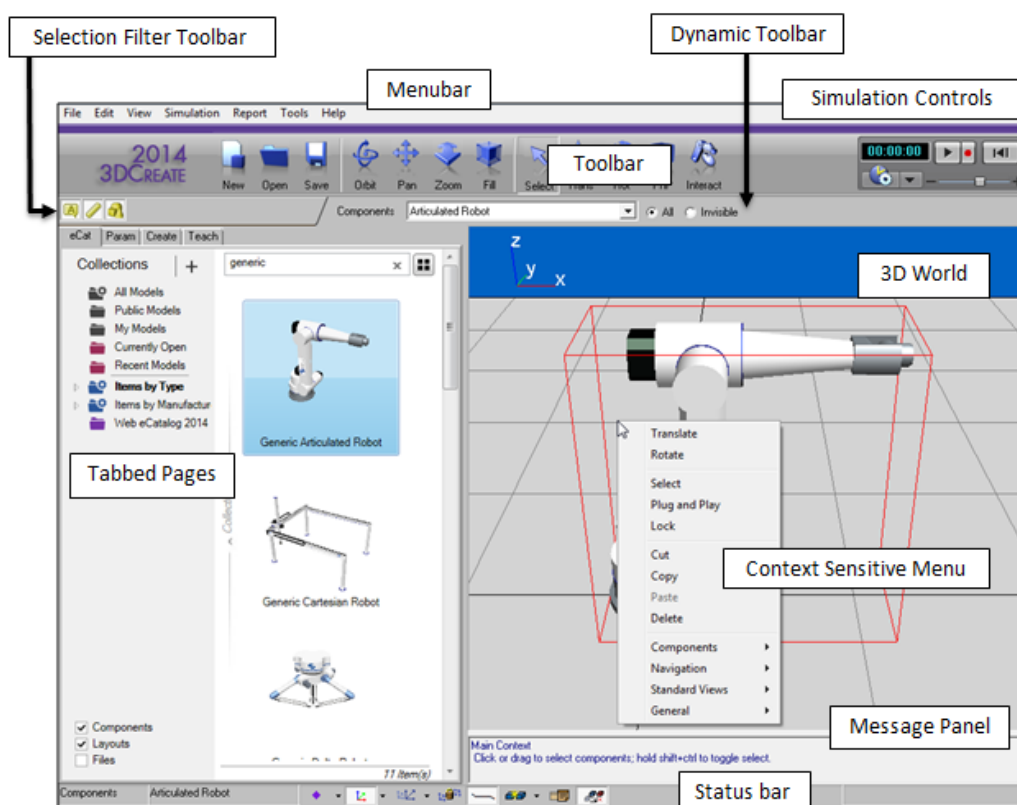 Selection Filter Toolbar
Dynamic Toolbar
Menubar
Simulation Controls
File Edit View Simulation Report Tools Help
2014
3DCREATE
Toolbar
00:00:00
New Open Save Orbit Pan Zoom Fill Select Interact
Components Articulated Robot All Invisible
eCat Param Create Teach
Collections +
generic
All Models
Public Models
My Models
Currently Open
Recent Models
Items by Type
Items by Manufactur
Web eCatalog 2014
Tabbed Pages
Generic Articulated Robot
Generic Cartesian Robot
Components
Layouts
Files
11 Item(s)
z
y
x
3D World
Translate
Rotate
Select
Plug and Play
Lock
Cut
Copy
Paste
Delete
Components
Navigation
Standard Views
General
Context Sensitive Menu
Message Panel
Main Context
Click or drag to select components; hold shift+ctrl to toggle select.
Components Articulated Robot
Status bar